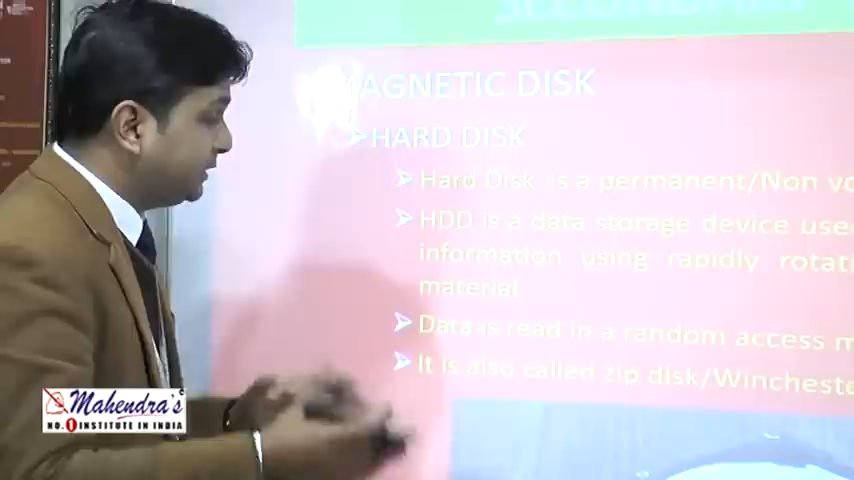 SECONDARY
MAGNETIC DISK
➢HARD DISK
➢ Hard Disk is a permanent/Non vo
➢ HDD is a data storage device use
information using rapidly rotati
material.
➢ Data is read in a random access m
➢ It is also called zip disk/Wincheste
Mahendra's
NO. 1 INSTITUTE IN INDIA